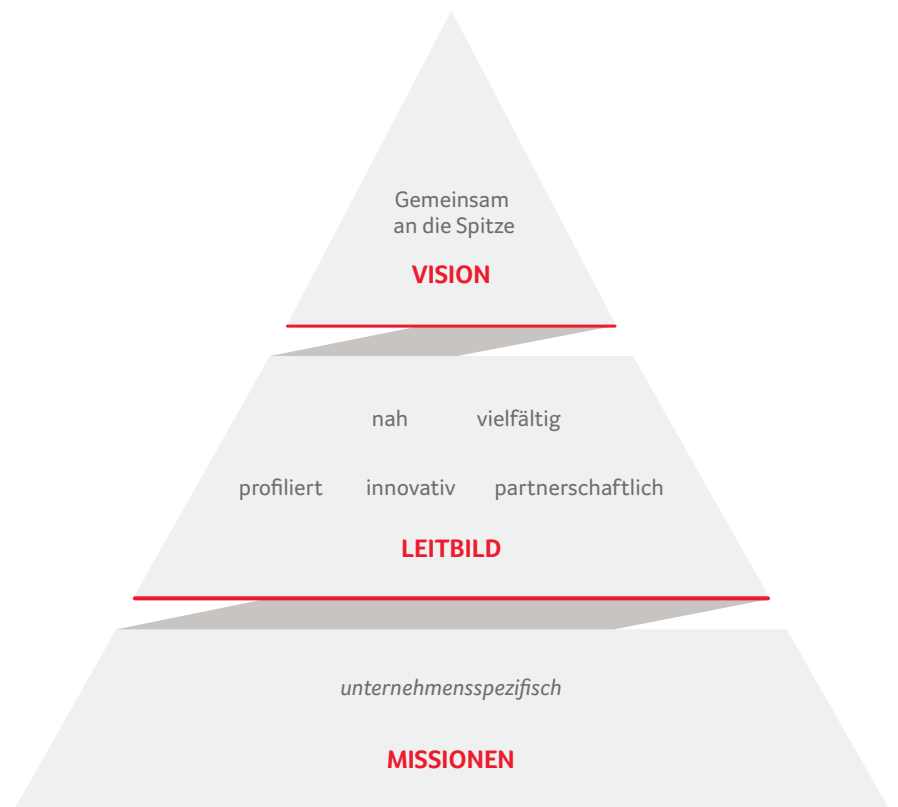 Gemeinsam
an die Spitze
VISION
nah vielfältig
profiliert innovativ partnerschaftlich
LEITBILD
unternehmensspezifisch
MISSIONEN